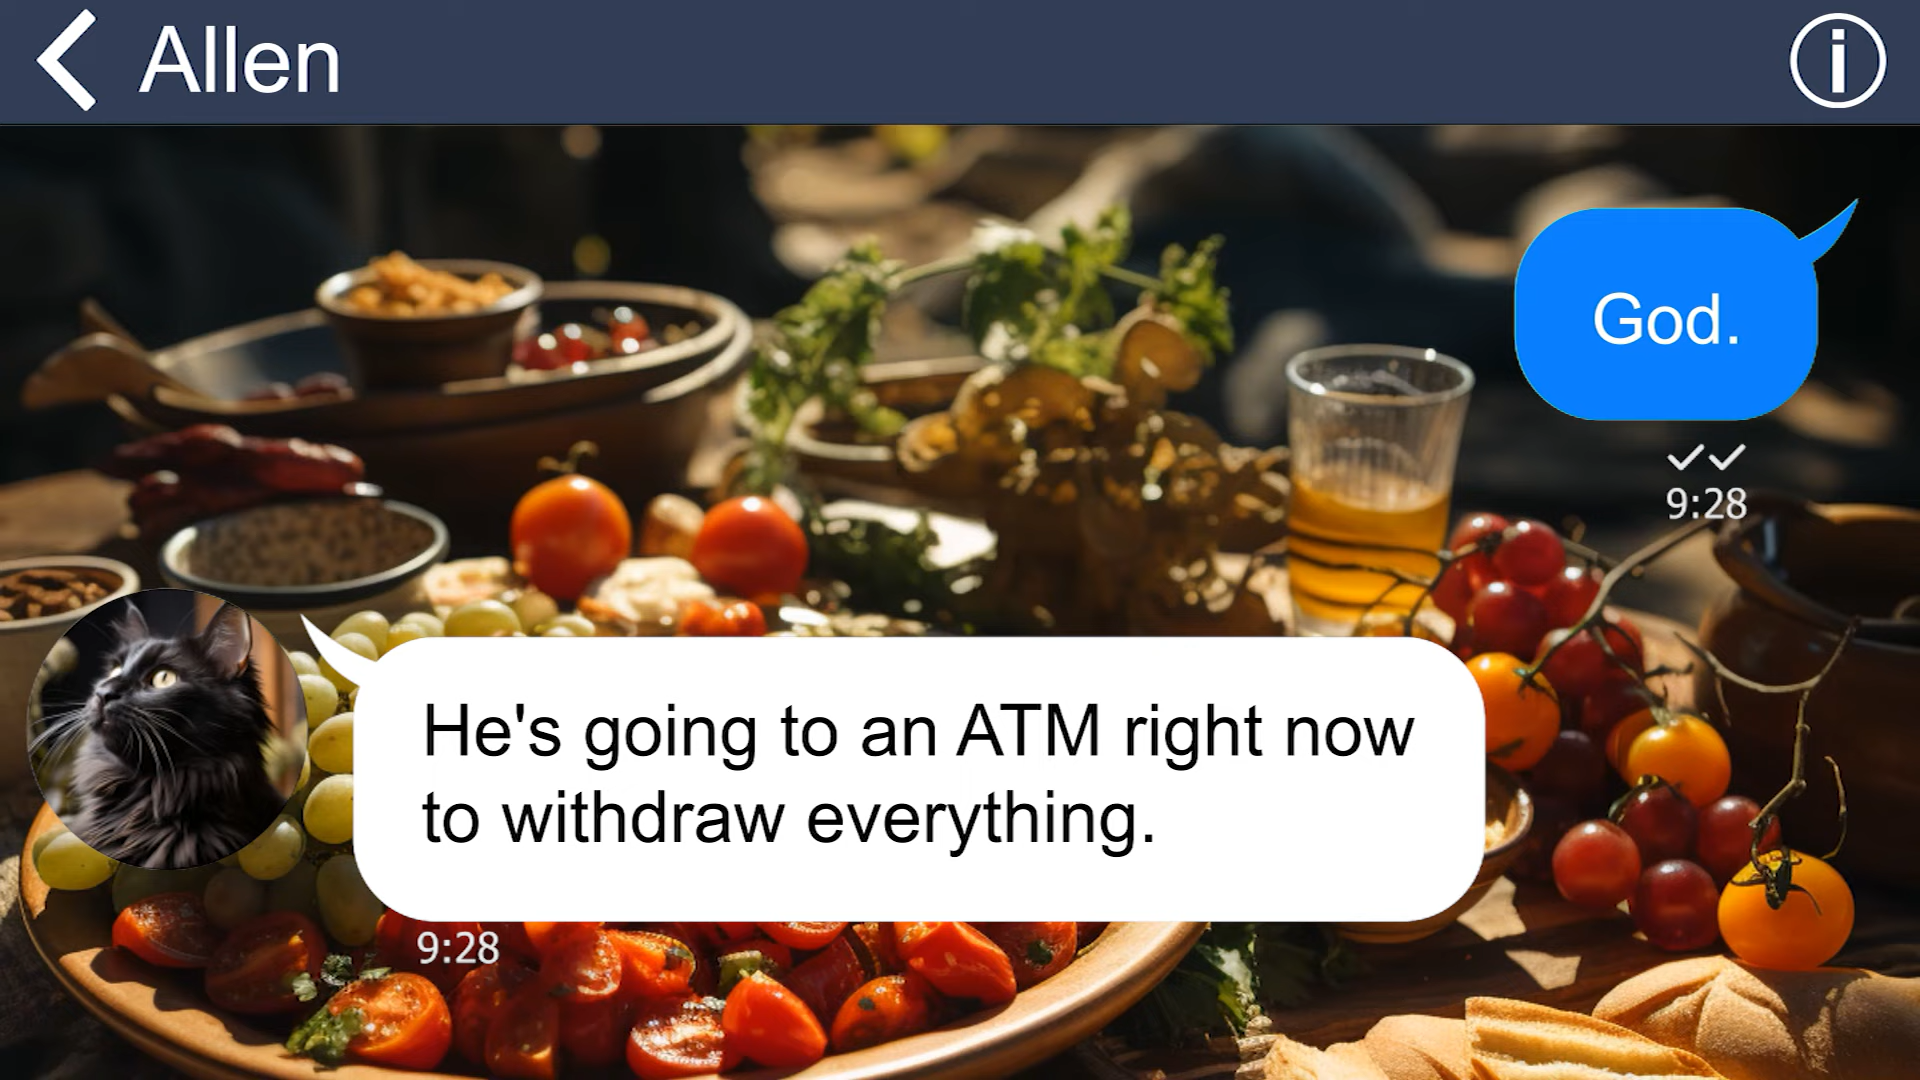 Allen
God.
9:28
He's going to an ATM right now
to withdraw everything.
9:28